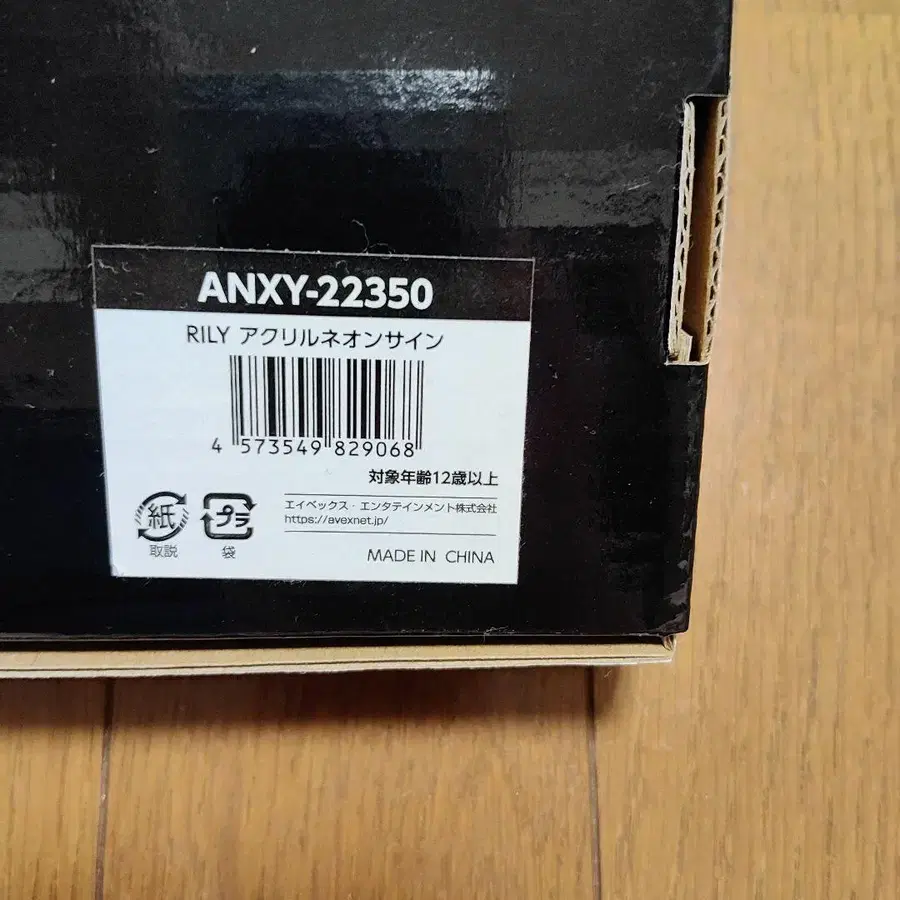 ANXY-22350
RILY アクリルネオンサイン
4 573549 829068
対象年齢12歳以上
紙
取説
プラ
袋
エイベックス・エンタテインメント株式会社
https://avexnet.jp/
MADE IN CHINA